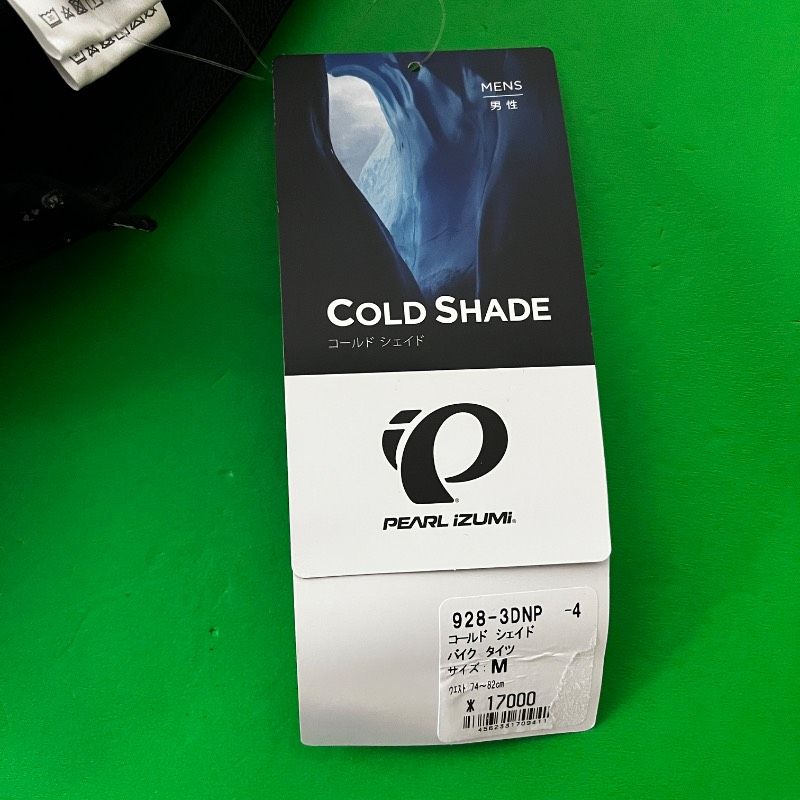 MENS
男性
COLD SHADE
コールド シェイド
PEARL iZUMi
928-3DNP -4
コールド シェイド
バイク タイツ
サイズ: M
ウエスト 74〜82cm
¥ 17000
4562331709411